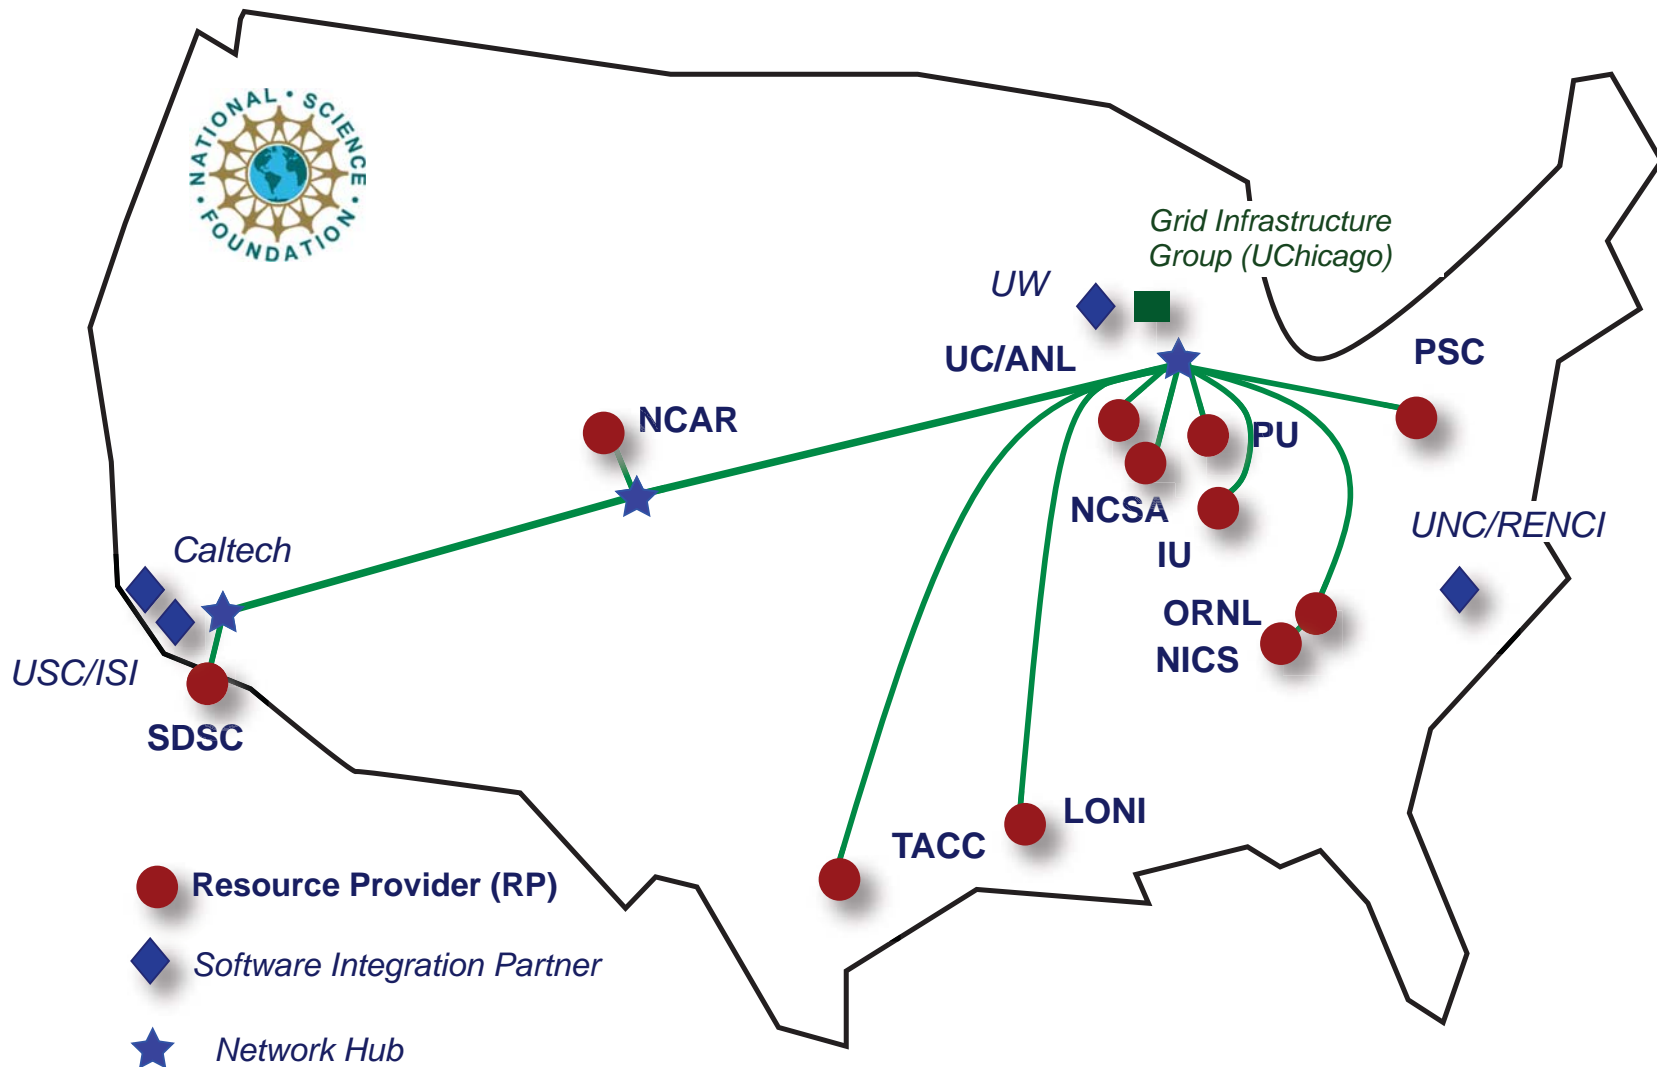 NATIONAL • SCIENCE
• FOUNDATION •
Grid Infrastructure
Group (UChicago)
UW
UC/ANL
PSC
NCAR
PU
NCSA
UNC/RENCI
IU
Caltech
ORNL
NICS
USC/ISI
SDSC
LONI
TACC
Resource Provider (RP)
Software Integration Partner
Network Hub